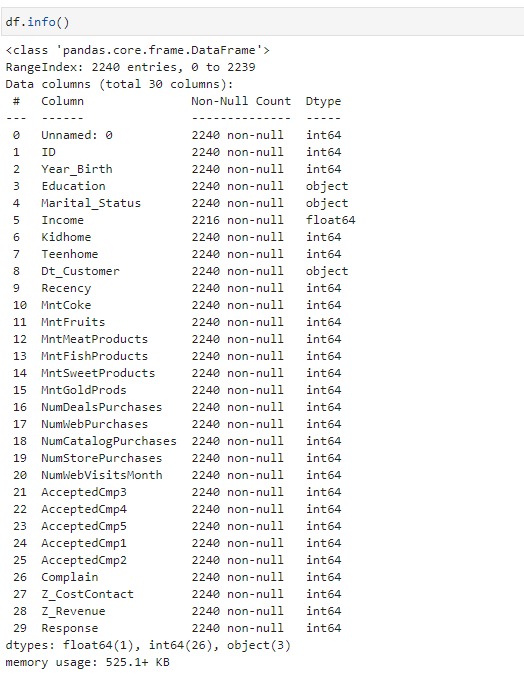 df.info()
<class 'pandas.core.frame.DataFrame'>
RangeIndex: 2240 entries, 0 to 2239
Data columns (total 30 columns):
 #   Column               Non-Null Count  Dtype
---  ------               --------------  -----
 0   Unnamed: 0           2240 non-null   int64
 1   ID                   2240 non-null   int64
 2   Year_Birth           2240 non-null   int64
 3   Education            2240 non-null   object
 4   Marital_Status       2240 non-null   object
 5   Income               2216 non-null   float64
 6   Kidhome              2240 non-null   int64
 7   Teenhome             2240 non-null   int64
 8   Dt_Customer          2240 non-null   object
 9   Recency              2240 non-null   int64
 10  MntCoke              2240 non-null   int64
 11  MntFruits            2240 non-null   int64
 12  MntMeatProducts      2240 non-null   int64
 13  MntFishProducts      2240 non-null   int64
 14  MntSweetProducts     2240 non-null   int64
 15  MntGoldProds         2240 non-null   int64
 16  NumDealsPurchases    2240 non-null   int64
 17  NumWebPurchases      2240 non-null   int64
 18  NumCatalogPurchases  2240 non-null   int64
 19  NumStorePurchases    2240 non-null   int64
 20  NumWebVisitsMonth    2240 non-null   int64
 21  AcceptedCmp3         2240 non-null   int64
 22  AcceptedCmp4         2240 non-null   int64
 23  AcceptedCmp5         2240 non-null   int64
 24  AcceptedCmp1         2240 non-null   int64
 25  AcceptedCmp2         2240 non-null   int64
 26  Complain             2240 non-null   int64
 27  Z_CostContact        2240 non-null   int64
 28  Z_Revenue            2240 non-null   int64
 29  Response             2240 non-null   int64
dtypes: float64(1), int64(26), object(3)
memory usage: 525.1+ KB